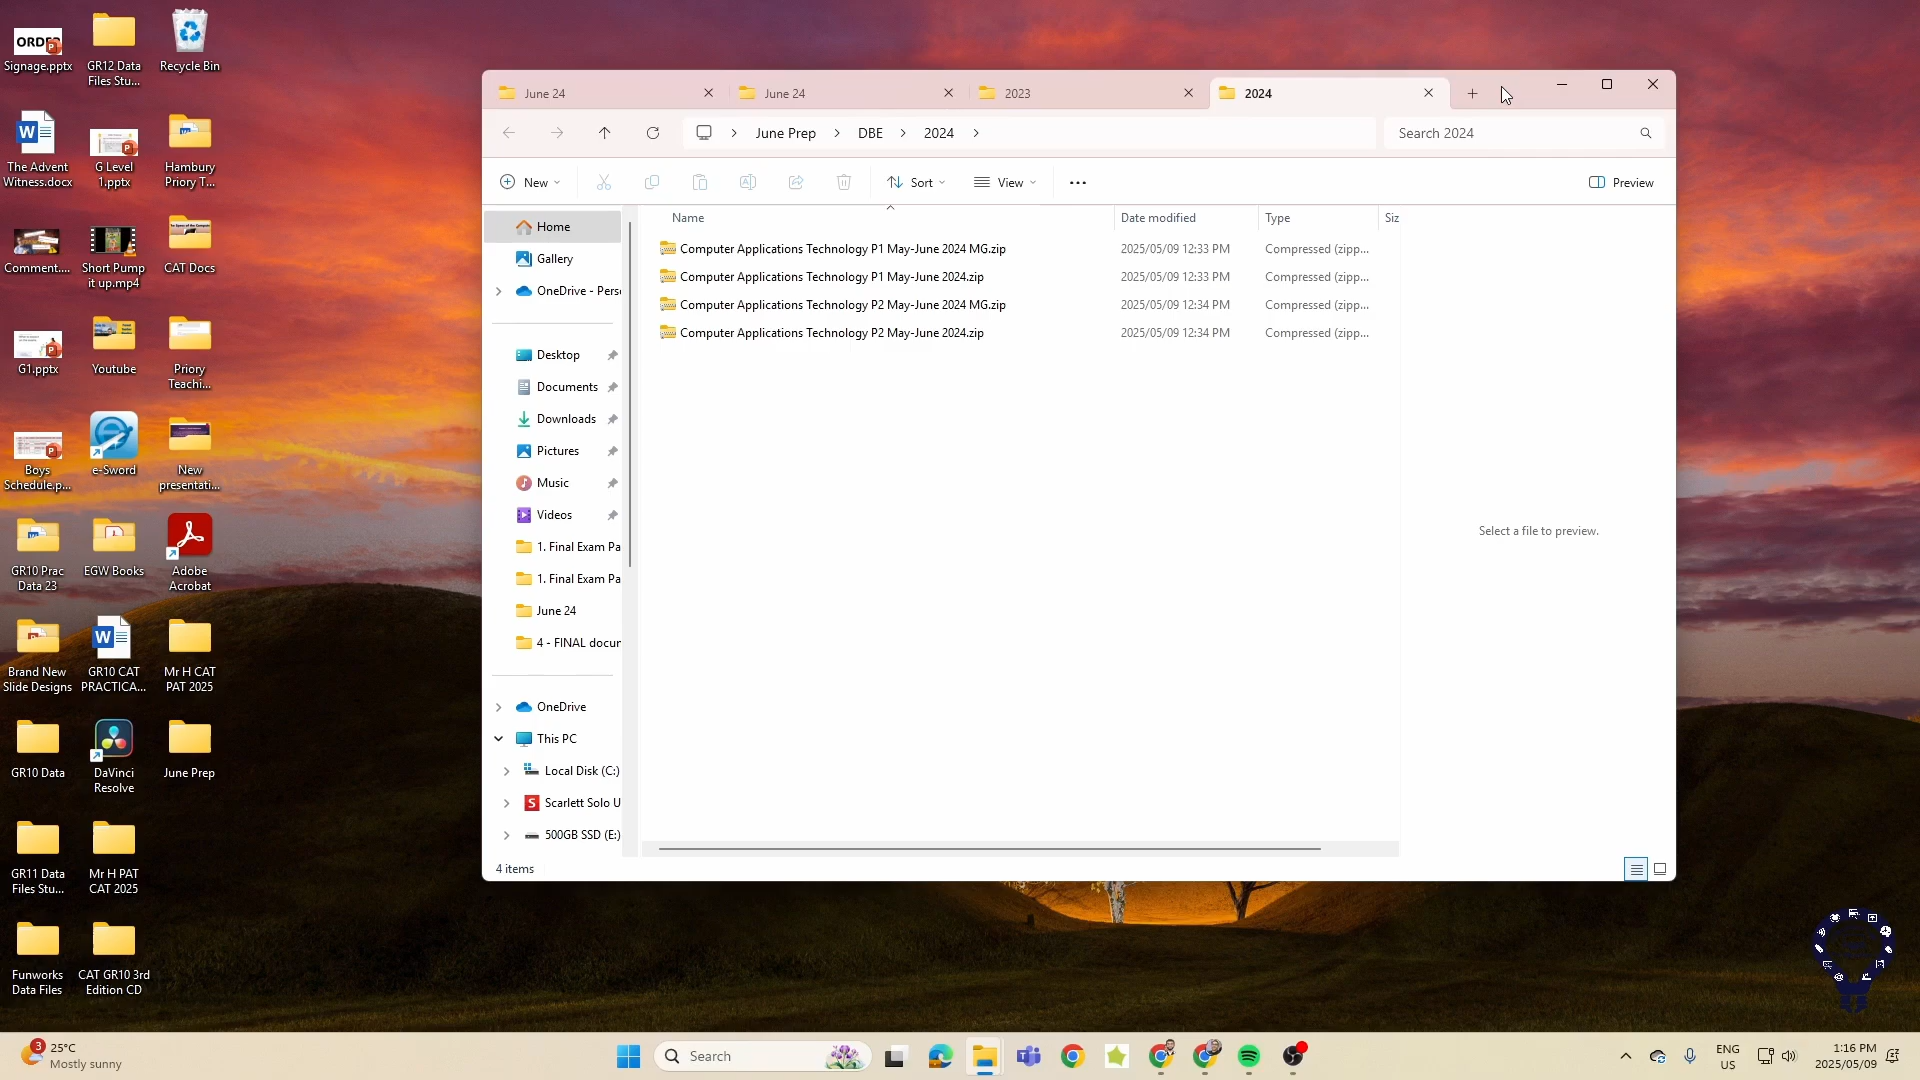 ORDER
Signage.pptx
GR12 Data
Files Stu...
Recycle Bin
The Advent
Witness.docx
G Level
1.pptx
Hambury
Priory T...
Comment....
Short Pump
it up.mp4
CAT Docs
G1.pptx
Youtube
Priory
Teachi...
Boys
Schedule.p...
e-Sword
New
presentati...
GR10 Prac
Data 23
EGW Books
Adobe
Acrobat
Brand New
Slide Designs
GR10 CAT
PRACTICA...
Mr H CAT
PAT 2025
GR10 Data
DaVinci
Resolve
June Prep
GR11 Data
Files Stu...
Mr H PAT
CAT 2025
Funworks
Data Files
CAT GR10 3rd
Edition CD
June 24
June 24
2023
2024
June Prep
DBE
2024
Search 2024
New
Sort
View
Preview
Home
Gallery
OneDrive - Perso
Desktop
Documents
Downloads
Pictures
Music
Videos
1. Final Exam Pa
1. Final Exam Pa
June 24
4 - FINAL docum
OneDrive
This PC
Local Disk (C:)
Scarlett Solo U
500GB SSD (E:)
Name Date modified Type Siz
Computer Applications Technology P1 May-June 2024 MG.zip 2025/05/09 12:33 PM Compressed (zipp...
Computer Applications Technology P1 May-June 2024.zip 2025/05/09 12:33 PM Compressed (zipp...
Computer Applications Technology P2 May-June 2024 MG.zip 2025/05/09 12:34 PM Compressed (zipp...
Computer Applications Technology P2 May-June 2024.zip 2025/05/09 12:34 PM Compressed (zipp...
Select a file to preview.
4 items
3
25°C
Mostly sunny
Search
ENG
US
1:16 PM
2025/05/09